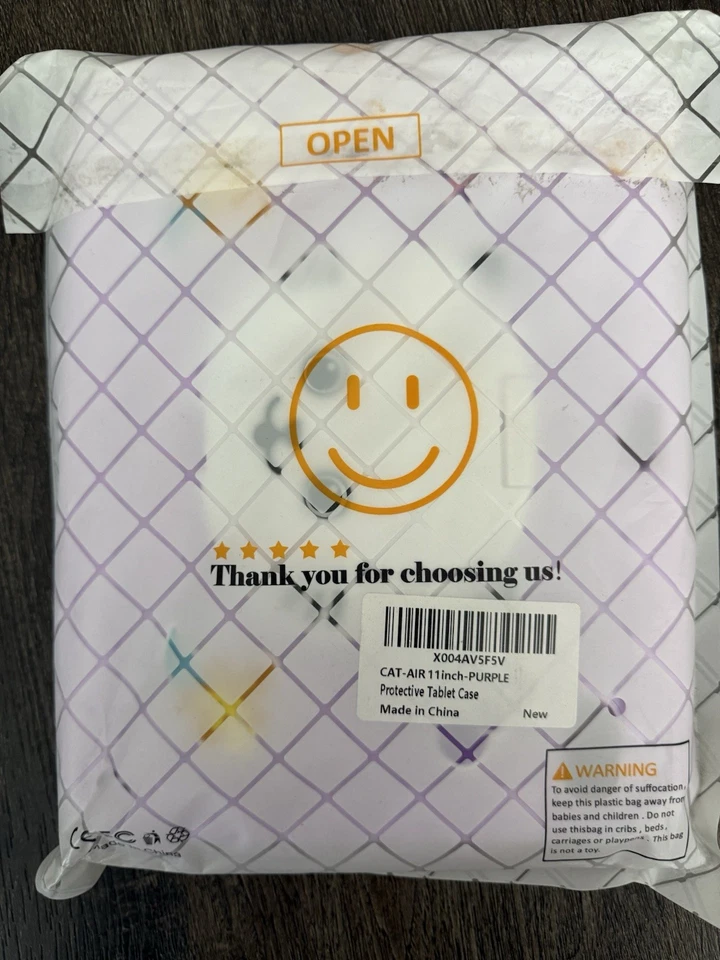 OPEN
Thank you for choosing us!
X004AV5F5V
CAT-AIR 11inch-PURPLE
Protective Tablet Case
Made in China New
WARNING
To avoid danger of suffocation,
keep this plastic bag away from
babies and children . Do not
use thisbag in cribs , beds,
carriages or This bag
is not a toy.